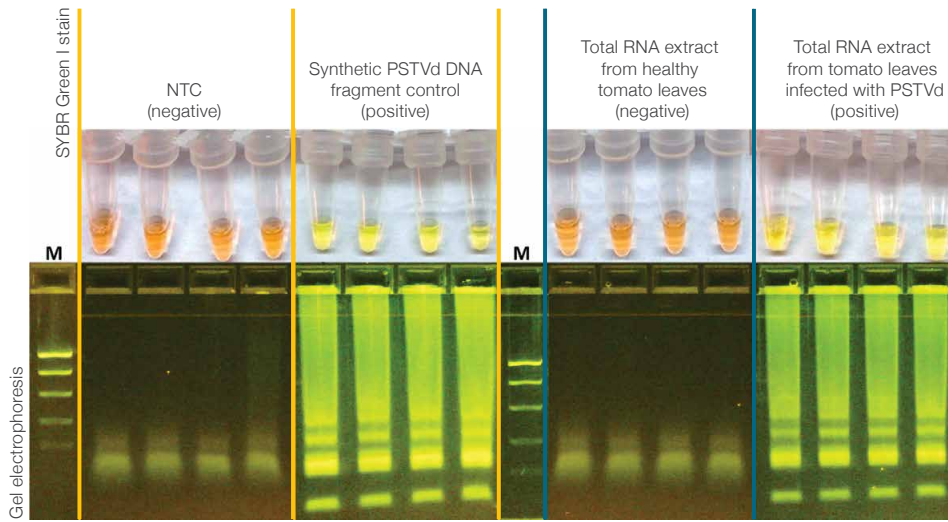 SYBR Green I stain
NTC
(negative)
Synthetic PSTVd DNA
fragment control
(positive)
Total RNA extract
from healthy
tomato leaves
(negative)
Total RNA extract
from tomato leaves
infected with PSTVd
(positive)
M
M
Gel electrophoresis